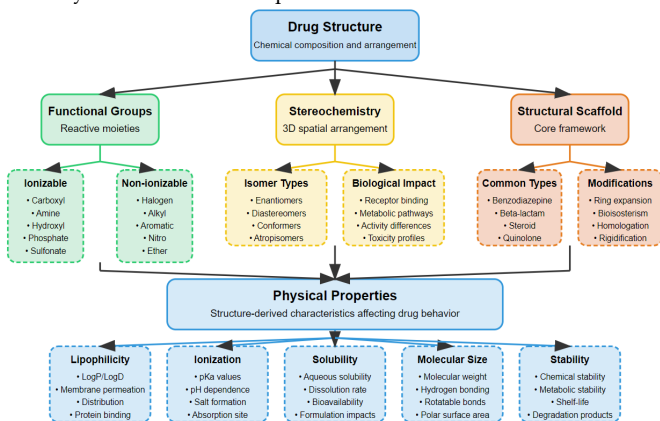 Drug Structure
Chemical composition and arrangement
Functional Groups
Reactive moieties
Stereochemistry
3D spatial arrangement
Structural Scaffold
Core framework
Ionizable
• Carboxyl
• Amine
• Hydroxyl
• Phosphate
• Sulfonate
Non-ionizable
• Halogen
• Alkyl
• Aromatic
• Nitro
• Ether
Isomer Types
• Enantiomers
• Diastereomers
• Conformers
• Atropisomers
Biological Impact
• Receptor binding
• Metabolic pathways
• Activity differences
• Toxicity profiles
Common Types
• Benzodiazepine
• Beta-lactam
• Steroid
• Quinolone
Modifications
• Ring expansion
• Biososterism
• Homologation
• Rigidification
Physical Properties
Structure-derived characteristics affecting drug behavior
Lipophilicity
• LogP/LogD
• Membrane permeation
• Distribution
• Protein binding
Ionization
• pKa values
• pH dependence
• Salt formation
• Absorption site
Solubility
• Aqueous solubility
• Dissolution rate
• Bioavailability
• Formulation impacts
Molecular Size
• Molecular weight
• Hydrogen bonding
• Rotatable bonds
• Polar surface area
Stability
• Chemical stability
• Metabolic stability
• Shelf-life
• Degradation products